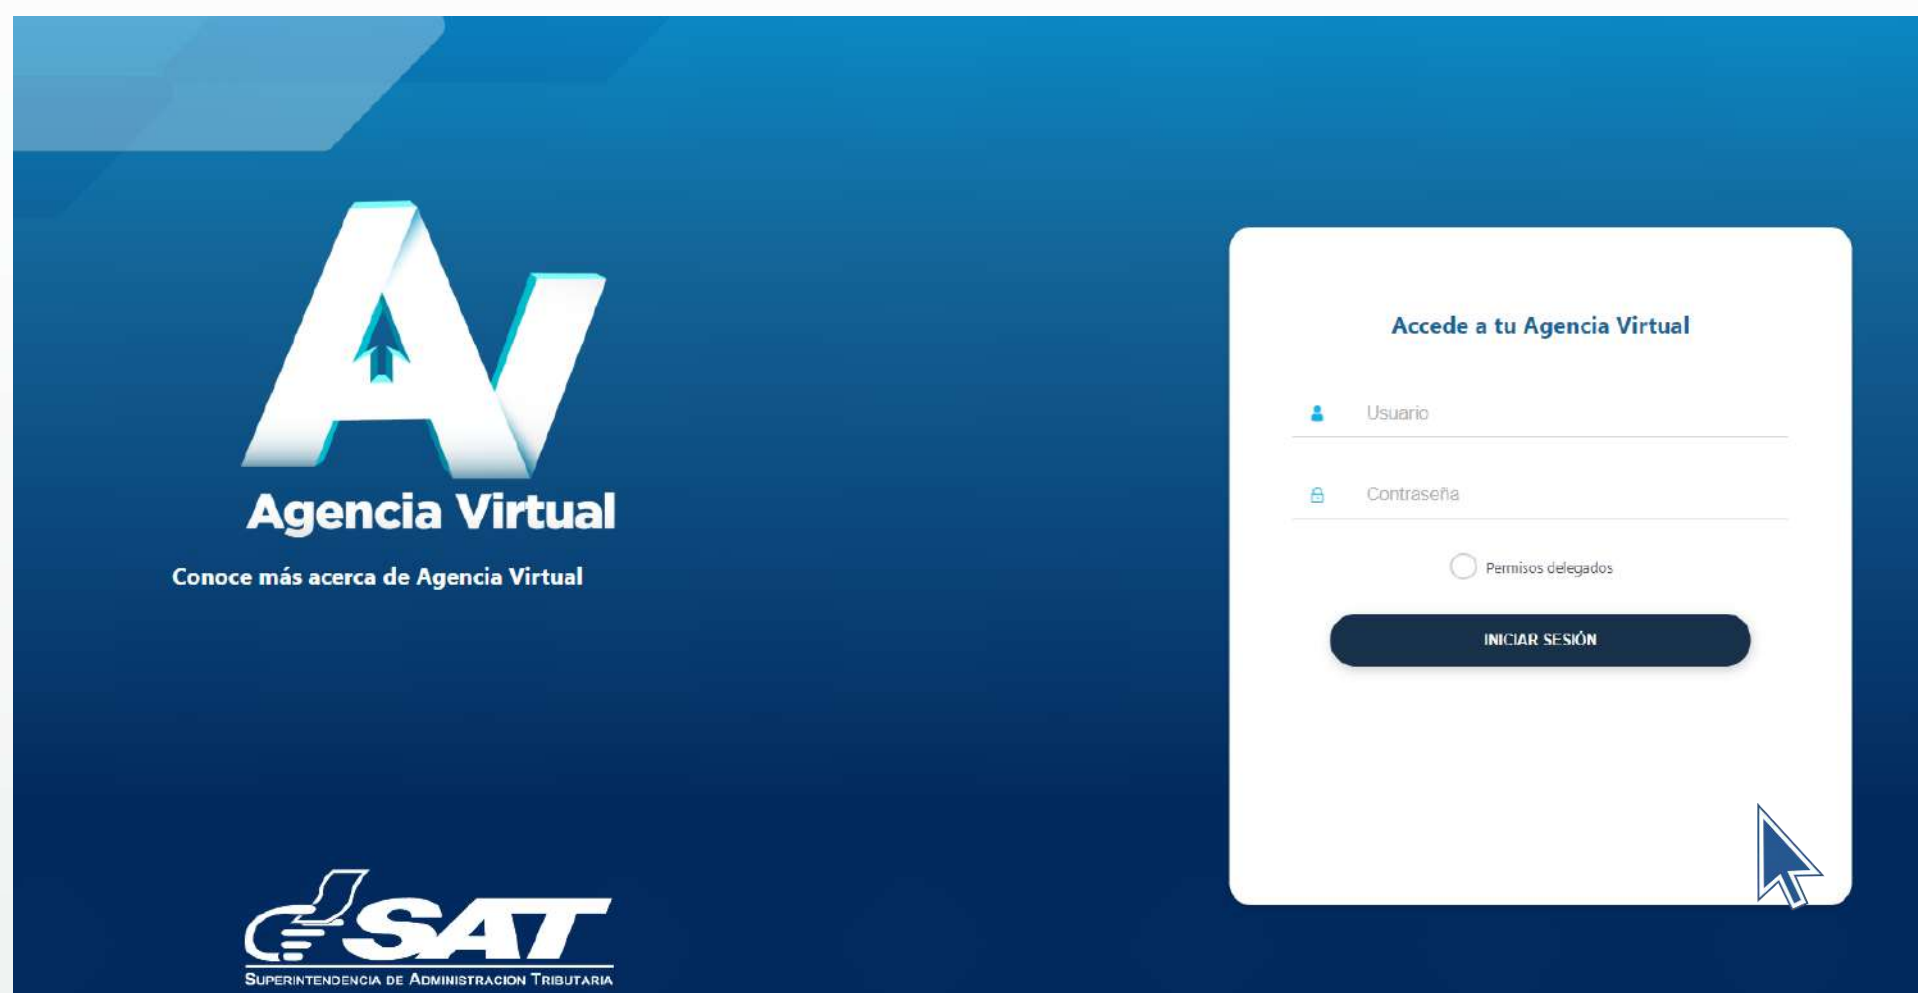 Agencia Virtual
Conoce más acerca de Agencia Virtual
SAT
SUPERINTENDENCIA DE ADMINISTRACION TRIBUTARIA
Accede a tu Agencia Virtual
Usuario
Contraseña
Permisos delegados
INICIAR SESIÓN